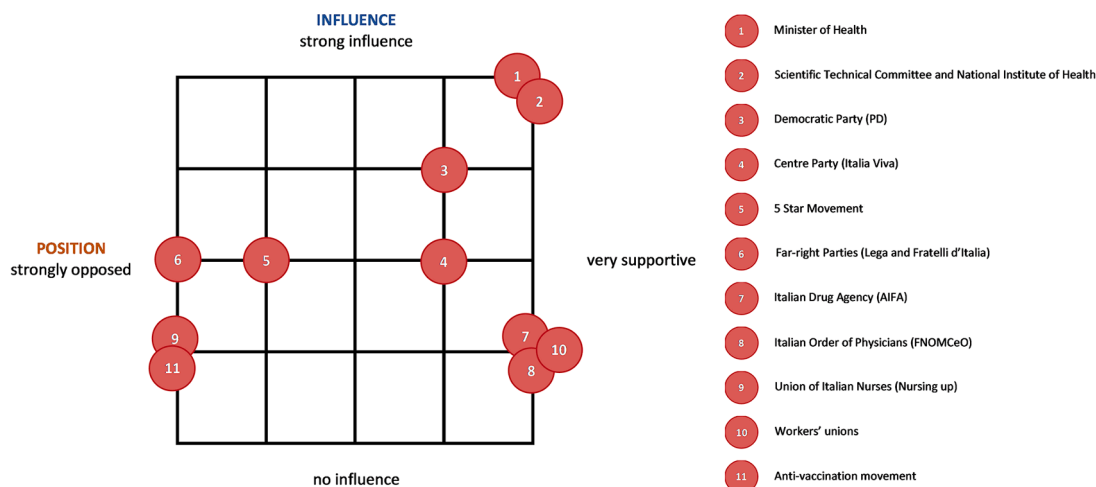 INFLUENCE
strong influence
1
2
3
POSITION
strongly opposed
6
5
4
very supportive
9
11
7
10
8
no influence
1 Minister of Health
2 Scientific Technical Committee and National Institute of Health
3 Democratic Party (PD)
4 Centre Party (Italia Viva)
5 5 Star Movement
6 Far-right Parties (Lega and Fratelli d’Italia)
7 Italian Drug Agency (AIFA)
8 Italian Order of Physicians (FNOMCeO)
9 Union of Italian Nurses (Nursing up)
10 Workers’ unions
11 Anti-vaccination movement